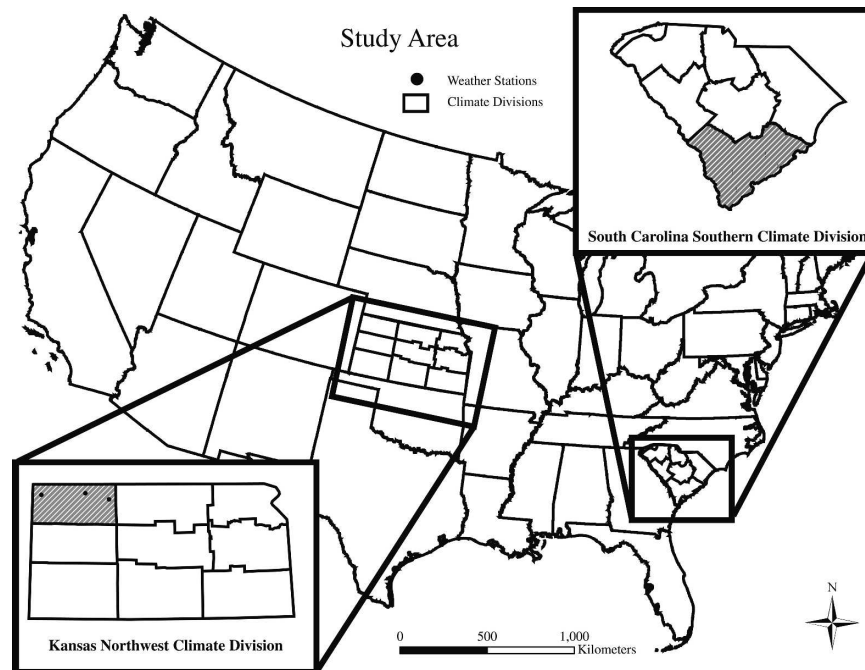 Study Area
Weather Stations
Climate Divisions
South Carolina Southern Climate Division
Kansas Northwest Climate Division
0 500 1,000
Kilometers
N